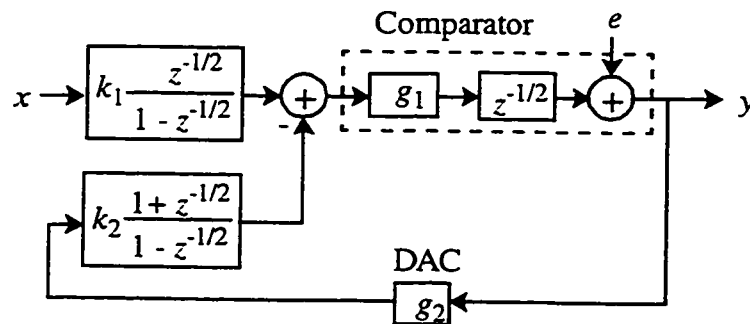 Comparator
e
x
k₁ z⁻¹/² / 1 - z⁻¹/²
+
-
g₁
z⁻¹/²
+
y
k₂ 1 + z⁻¹/² / 1 - z⁻¹/²
DAC
g₂